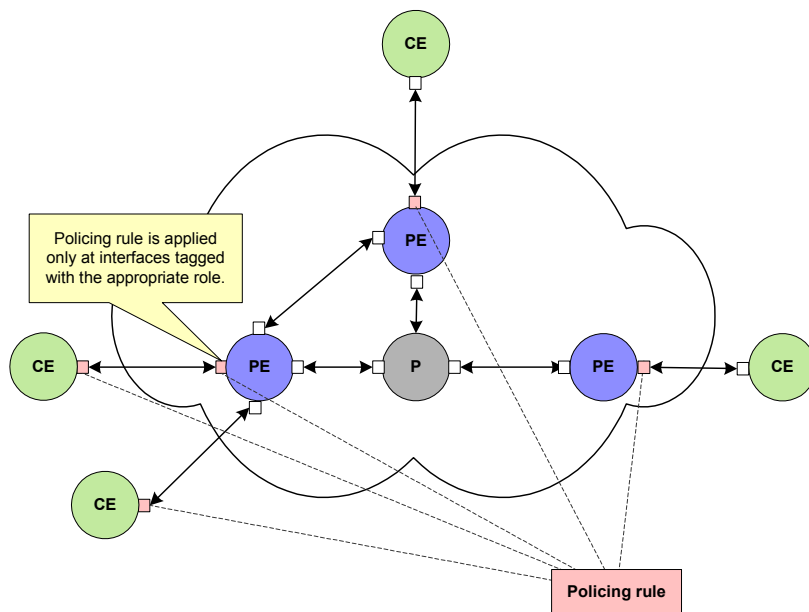 CE
Policing rule is applied
only at interfaces tagged
with the appropriate role.
PE
CE
PE
P
PE
CE
CE
Policing rule